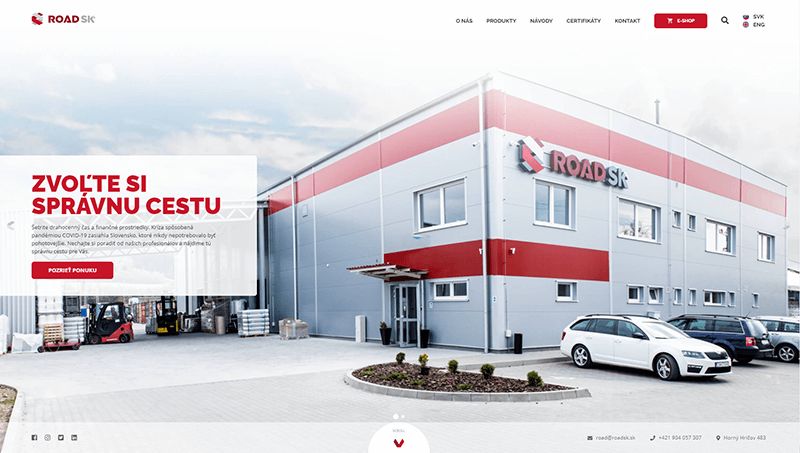 ROAD SK
O NÁS
PRODUKTY
NÁVODY
CERTIFIKÁTY
KONTAKT
E-SHOP
SVK
ENG
ROAD SK
ZVOĽTE SI
SPRÁVNU CESTU
Šetrite drahocenný čas a finančné prostriedky. Kríza spôsobená
pandémiou COVID-19 zasiahla Slovensko, ktoré nikdy nepotrebovalo byť
pohotovejšie. Nechajte si poradiť od našich profesionálov a nájdime tú
správnu cestu pre Vás.
POZRIEŤ PONUKU
SCROLL
road@roadsk.sk
+421 904 057 307
Horný Hričov 483